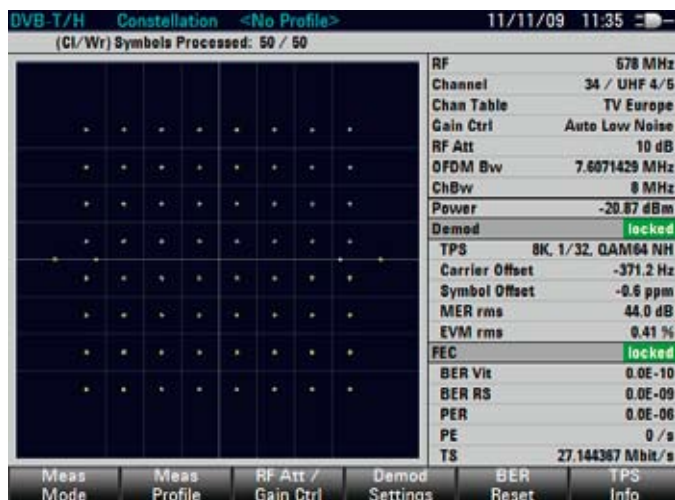 DVB-T/H Constellation <No Profile> 11/11/09 11:35
(Cl/Wr) Symbols Processed: 50 / 50
RF 578 MHz
Channel 34 / UHF 4/5
Chan Table TV Europe
Gain Ctrl Auto Low Noise
RF Att 10 dB
OFDM Bw 7.6071429 MHz
ChBw 8 MHz
Power -20.87 dBm
Demod locked
TPS 8K, 1/32, QAM64 NH
Carrier Offset -371.2 Hz
Symbol Offset -0.6 ppm
MER rms 44.0 dB
EVM rms 0.41 %
FEC locked
BER Vit 0.0E-10
BER RS 0.0E-09
PER 0.0E-06
PE 0 /s
TS 27.144367 Mbit/s
Meas Mode
Meas Profile
RF Att / Gain Ctrl
Demod Settings
BER Reset
TPS Info